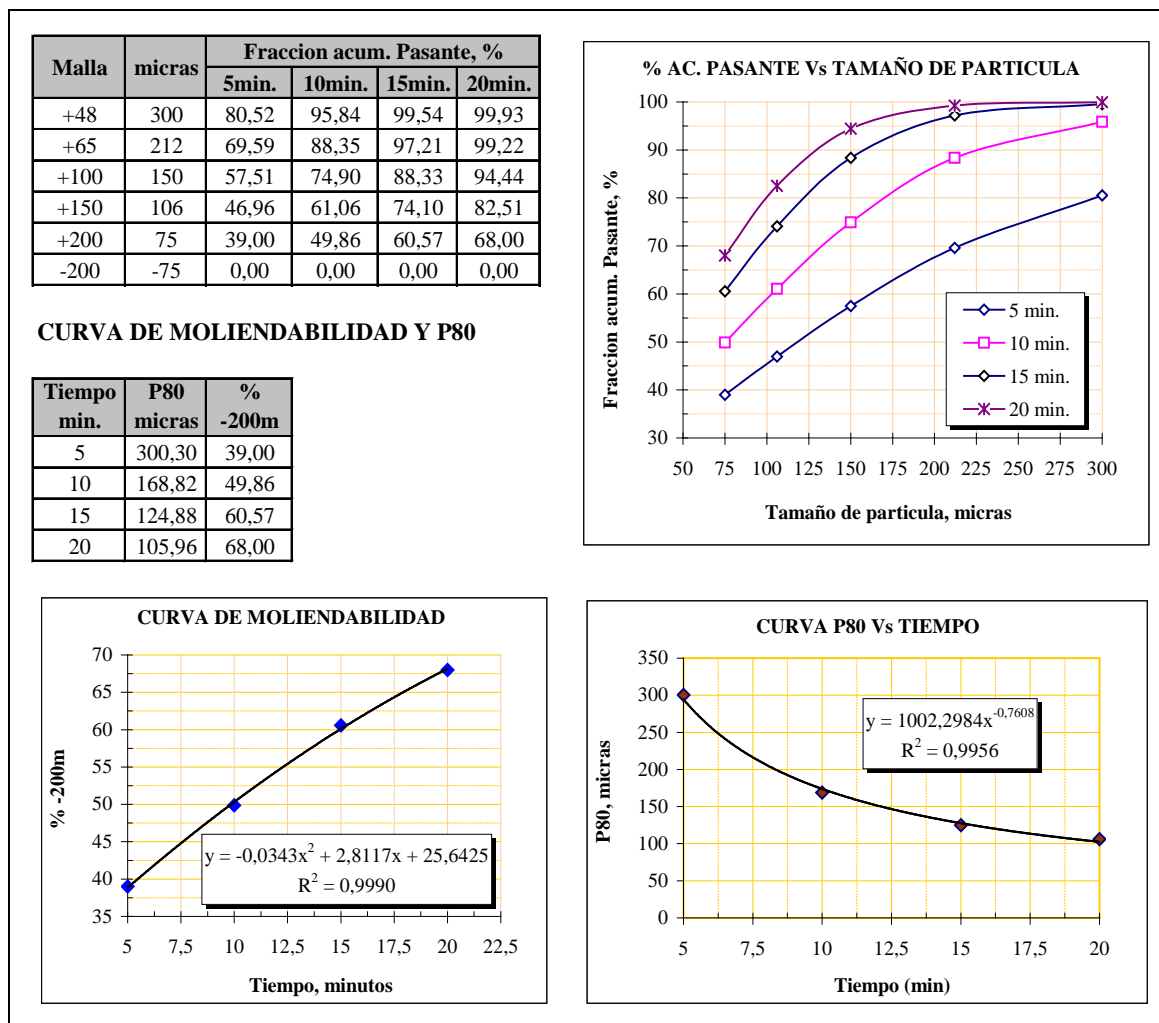 Malla micras Fraccion acum. Pasante, %
5min. 10min. 15min. 20min.
+48 300 80,52 95,84 99,54 99,93
+65 212 69,59 88,35 97,21 99,22
+100 150 57,51 74,90 88,33 94,44
+150 106 46,96 61,06 74,10 82,51
+200 75 39,00 49,86 60,57 68,00
-200 -75 0,00 0,00 0,00 0,00
% AC. PASANTE Vs TAMAÑO DE PARTICULA
Fraccion acum. Pasante, %
100
90
80
70
60
50
40
30
50 75 100 125 150 175 200 225 250 275 300
Tamaño de particula, micras
5 min.
10 min.
15 min.
20 min.
CURVA DE MOLIENDABILIDAD Y P80
Tiempo P80 %
min. micras -200m
5 300,30 39,00
10 168,82 49,86
15 124,88 60,57
20 105,96 68,00
CURVA DE MOLIENDABILIDAD
% -200m
70
65
60
55
50
45
40
35
5 7,5 10 12,5 15 17,5 20 22,5
Tiempo, minutos
y = -0,0343x² + 2,8117x + 25,6425
R² = 0,9990
CURVA P80 Vs TIEMPO
P80, micras
350
300
250
200
150
100
50
0
5 7,5 10 12,5 15 17,5 20
Tiempo (min)
y = 1002,2984x^-0,7608
R² = 0,9956